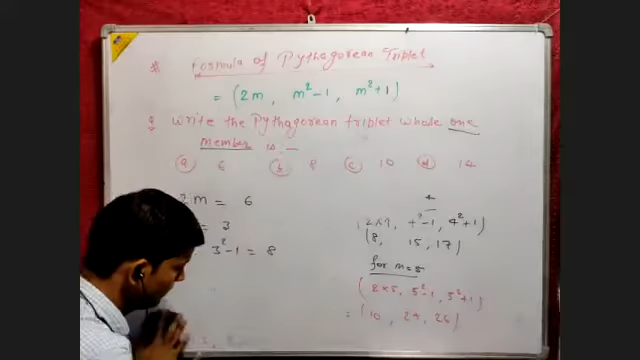 * Formula of Pythagorean Triplet
= (2m, m²-1, m²+1)
Q Write the Pythagorean triplet whose one
member is :-
(a) 6 (b) 8 (c) 10 (d) 14
2m = 6
= 3
3²-1 = 8
4
(2×4, 4²-1, 4²+1)
(8, 15, 17)
for m=5
(2×5, 5²-1, 5²+1)
= (10, 24, 26)